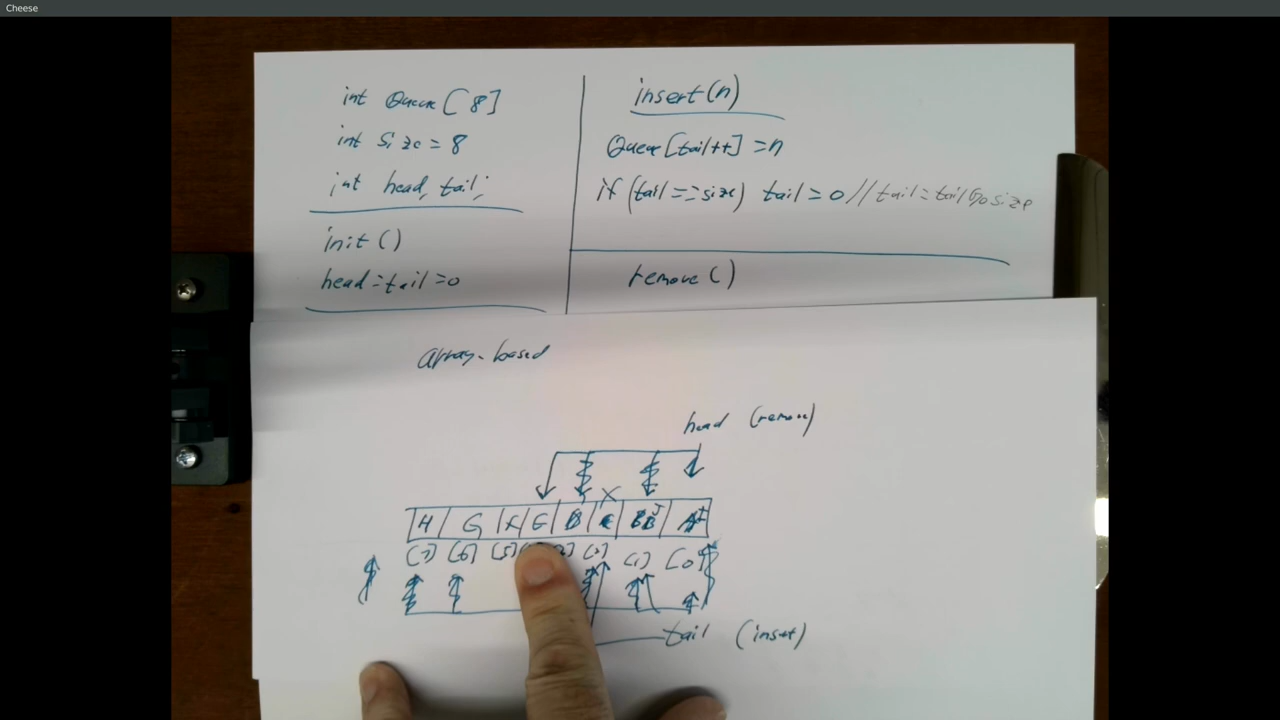 Cheese
int Queue[8]
int size=8
int head, tail;
init()
head=tail=0
insert(n)
Queue[tail++]=n
if (tail==size) tail=0 //tail=tail%size
remove()
array-based
head (remove)
H G F E
(7) (6) (5) (2) (1) [0]
tail (insert)